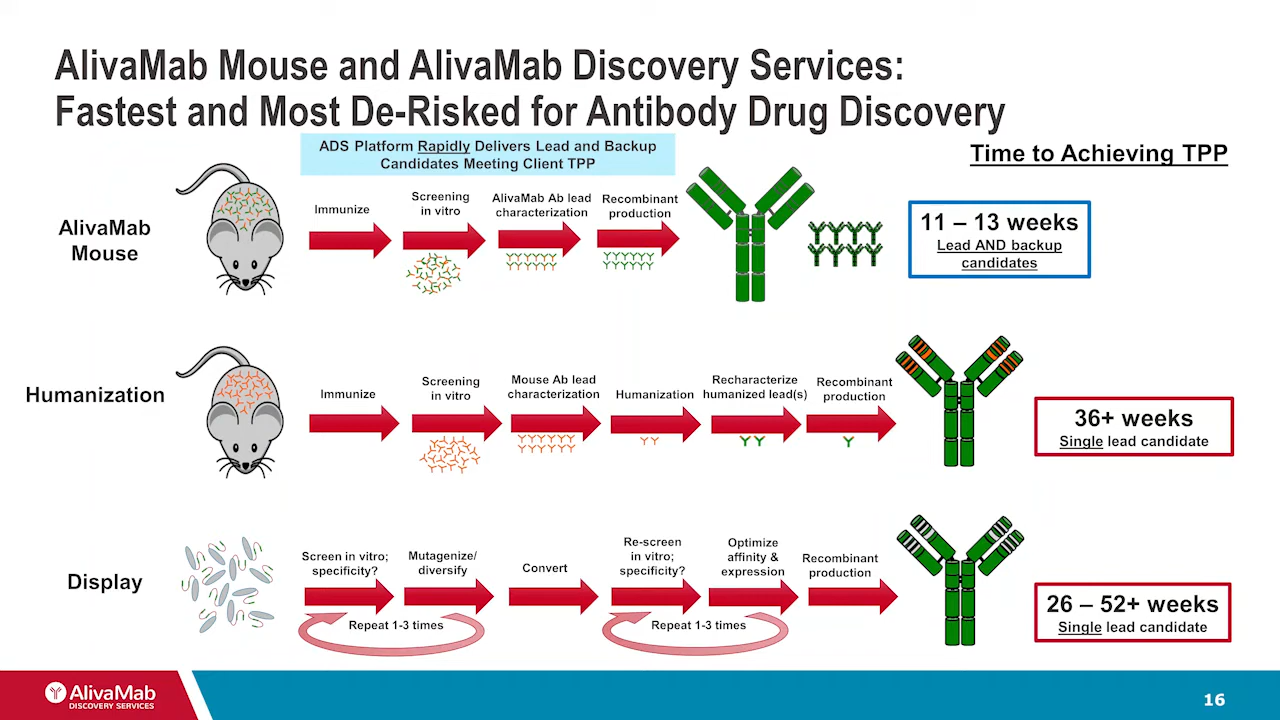 AlivaMab Mouse and AlivaMab Discovery Services:
Fastest and Most De-Risked for Antibody Drug Discovery
ADS Platform Rapidly Delivers Lead and Backup
Candidates Meeting Client TPP
Time to Achieving TPP
AlivaMab
Mouse
Immunize
Screening
in vitro
AlivaMab Ab lead
characterization
Recombinant
production
11 – 13 weeks
Lead AND backup
candidates
Humanization
Immunize
Screening
in vitro
Mouse Ab lead
characterization
Humanization
Recharacterize
humanized lead(s)
Recombinant
production
36+ weeks
Single lead candidate
Display
Screen in vitro;
specificity?
Mutagenize/
diversify
Repeat 1-3 times
Convert
Re-screen
in vitro;
specificity?
Optimize
affinity &
expression
Repeat 1-3 times
Recombinant
production
26 – 52+ weeks
Single lead candidate
AlivaMab
DISCOVERY SERVICES
16